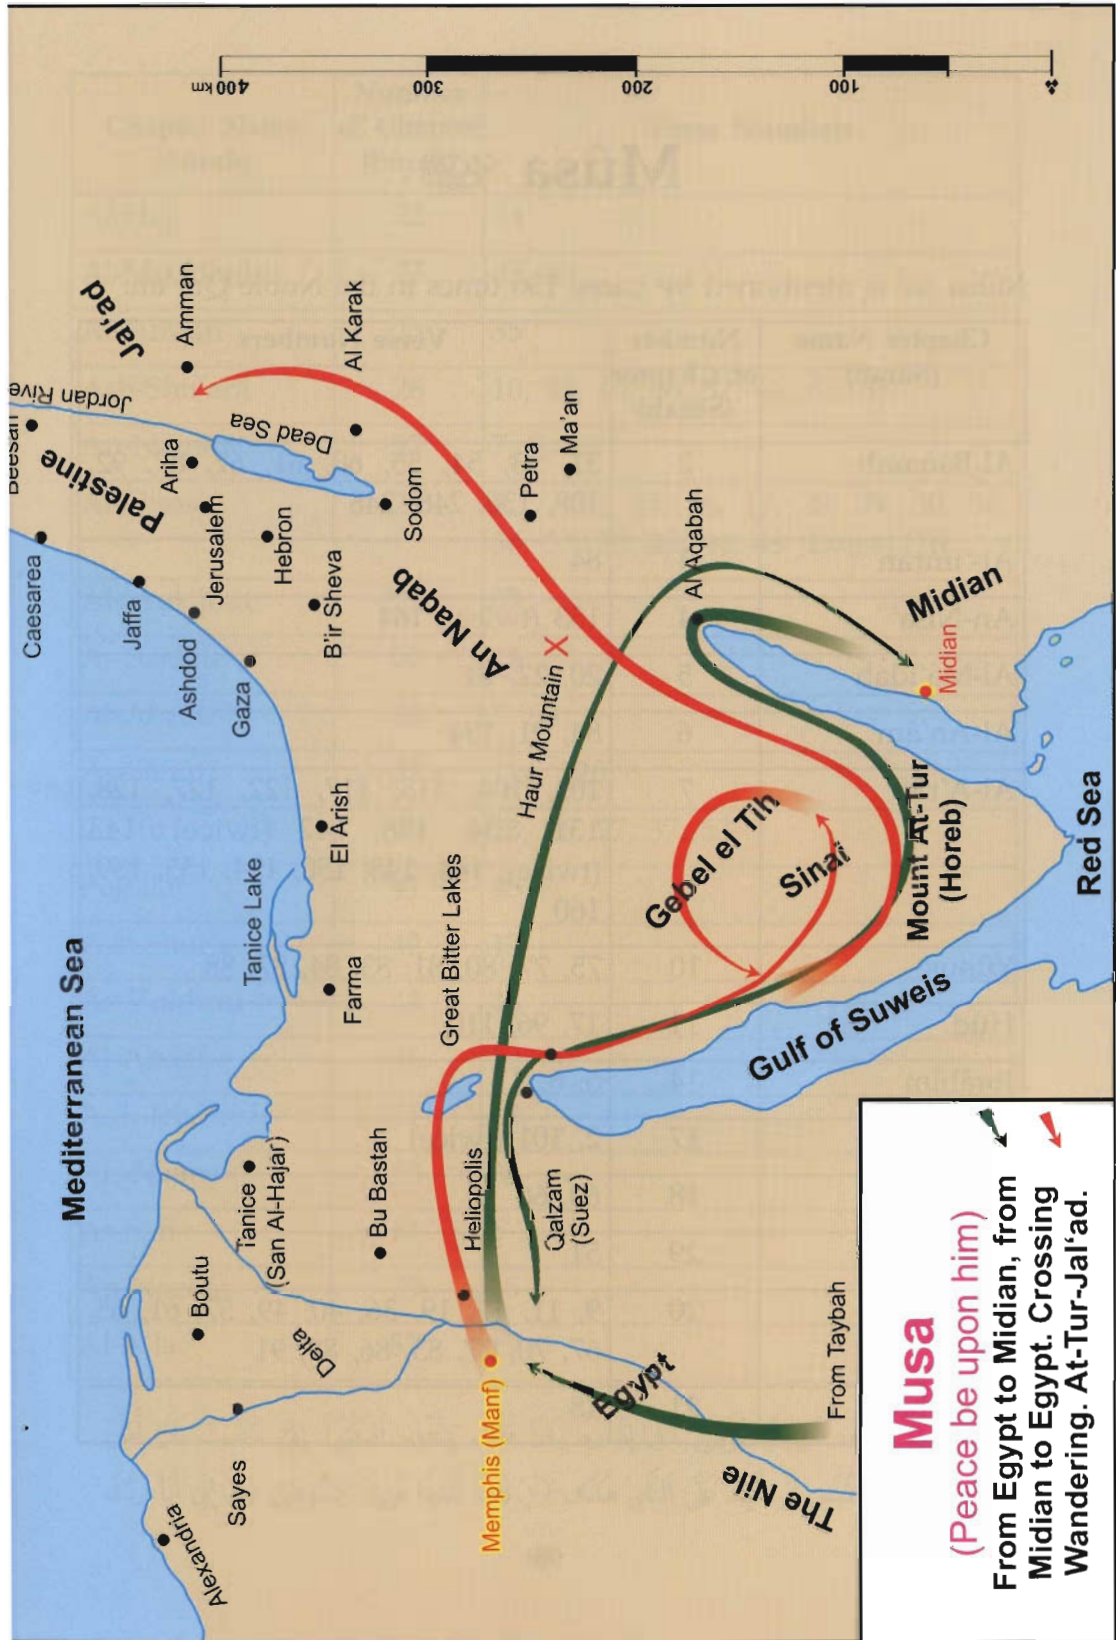 Mediterranean Sea
Alexandria
Sayes
Boutu
Delta
Tanice
(San Al-Hajar)
Bu Bastah
Heliopolis
Memphis (Manf)
Egypt
The Nile
From Taybah
Qalzam
(Suez)
Great Bitter Lakes
Farma
Tanice Lake
El Arish
Gaza
Ashdod
Jaffa
Caesarea
Beesan
Palestine
Jordan Rive
Jal'ad
Amman
Ariha
Jerusalem
Hebron
B'ir Sheva
Dead Sea
Al Karak
Sodom
An Naqab
Petra
Ma'an
Haur Mountain X
Al Aqabah
Midian
Midian
Gebel el Tih
Sinaï
Mount At-Tur
(Horeb)
Gulf of Suweis
Red Sea
400 km
300
200
100
Musa
(Peace be upon him)
From Egypt to Midian, from
Midian to Egypt. Crossing
Wandering. At-Tur-Jal'ad.